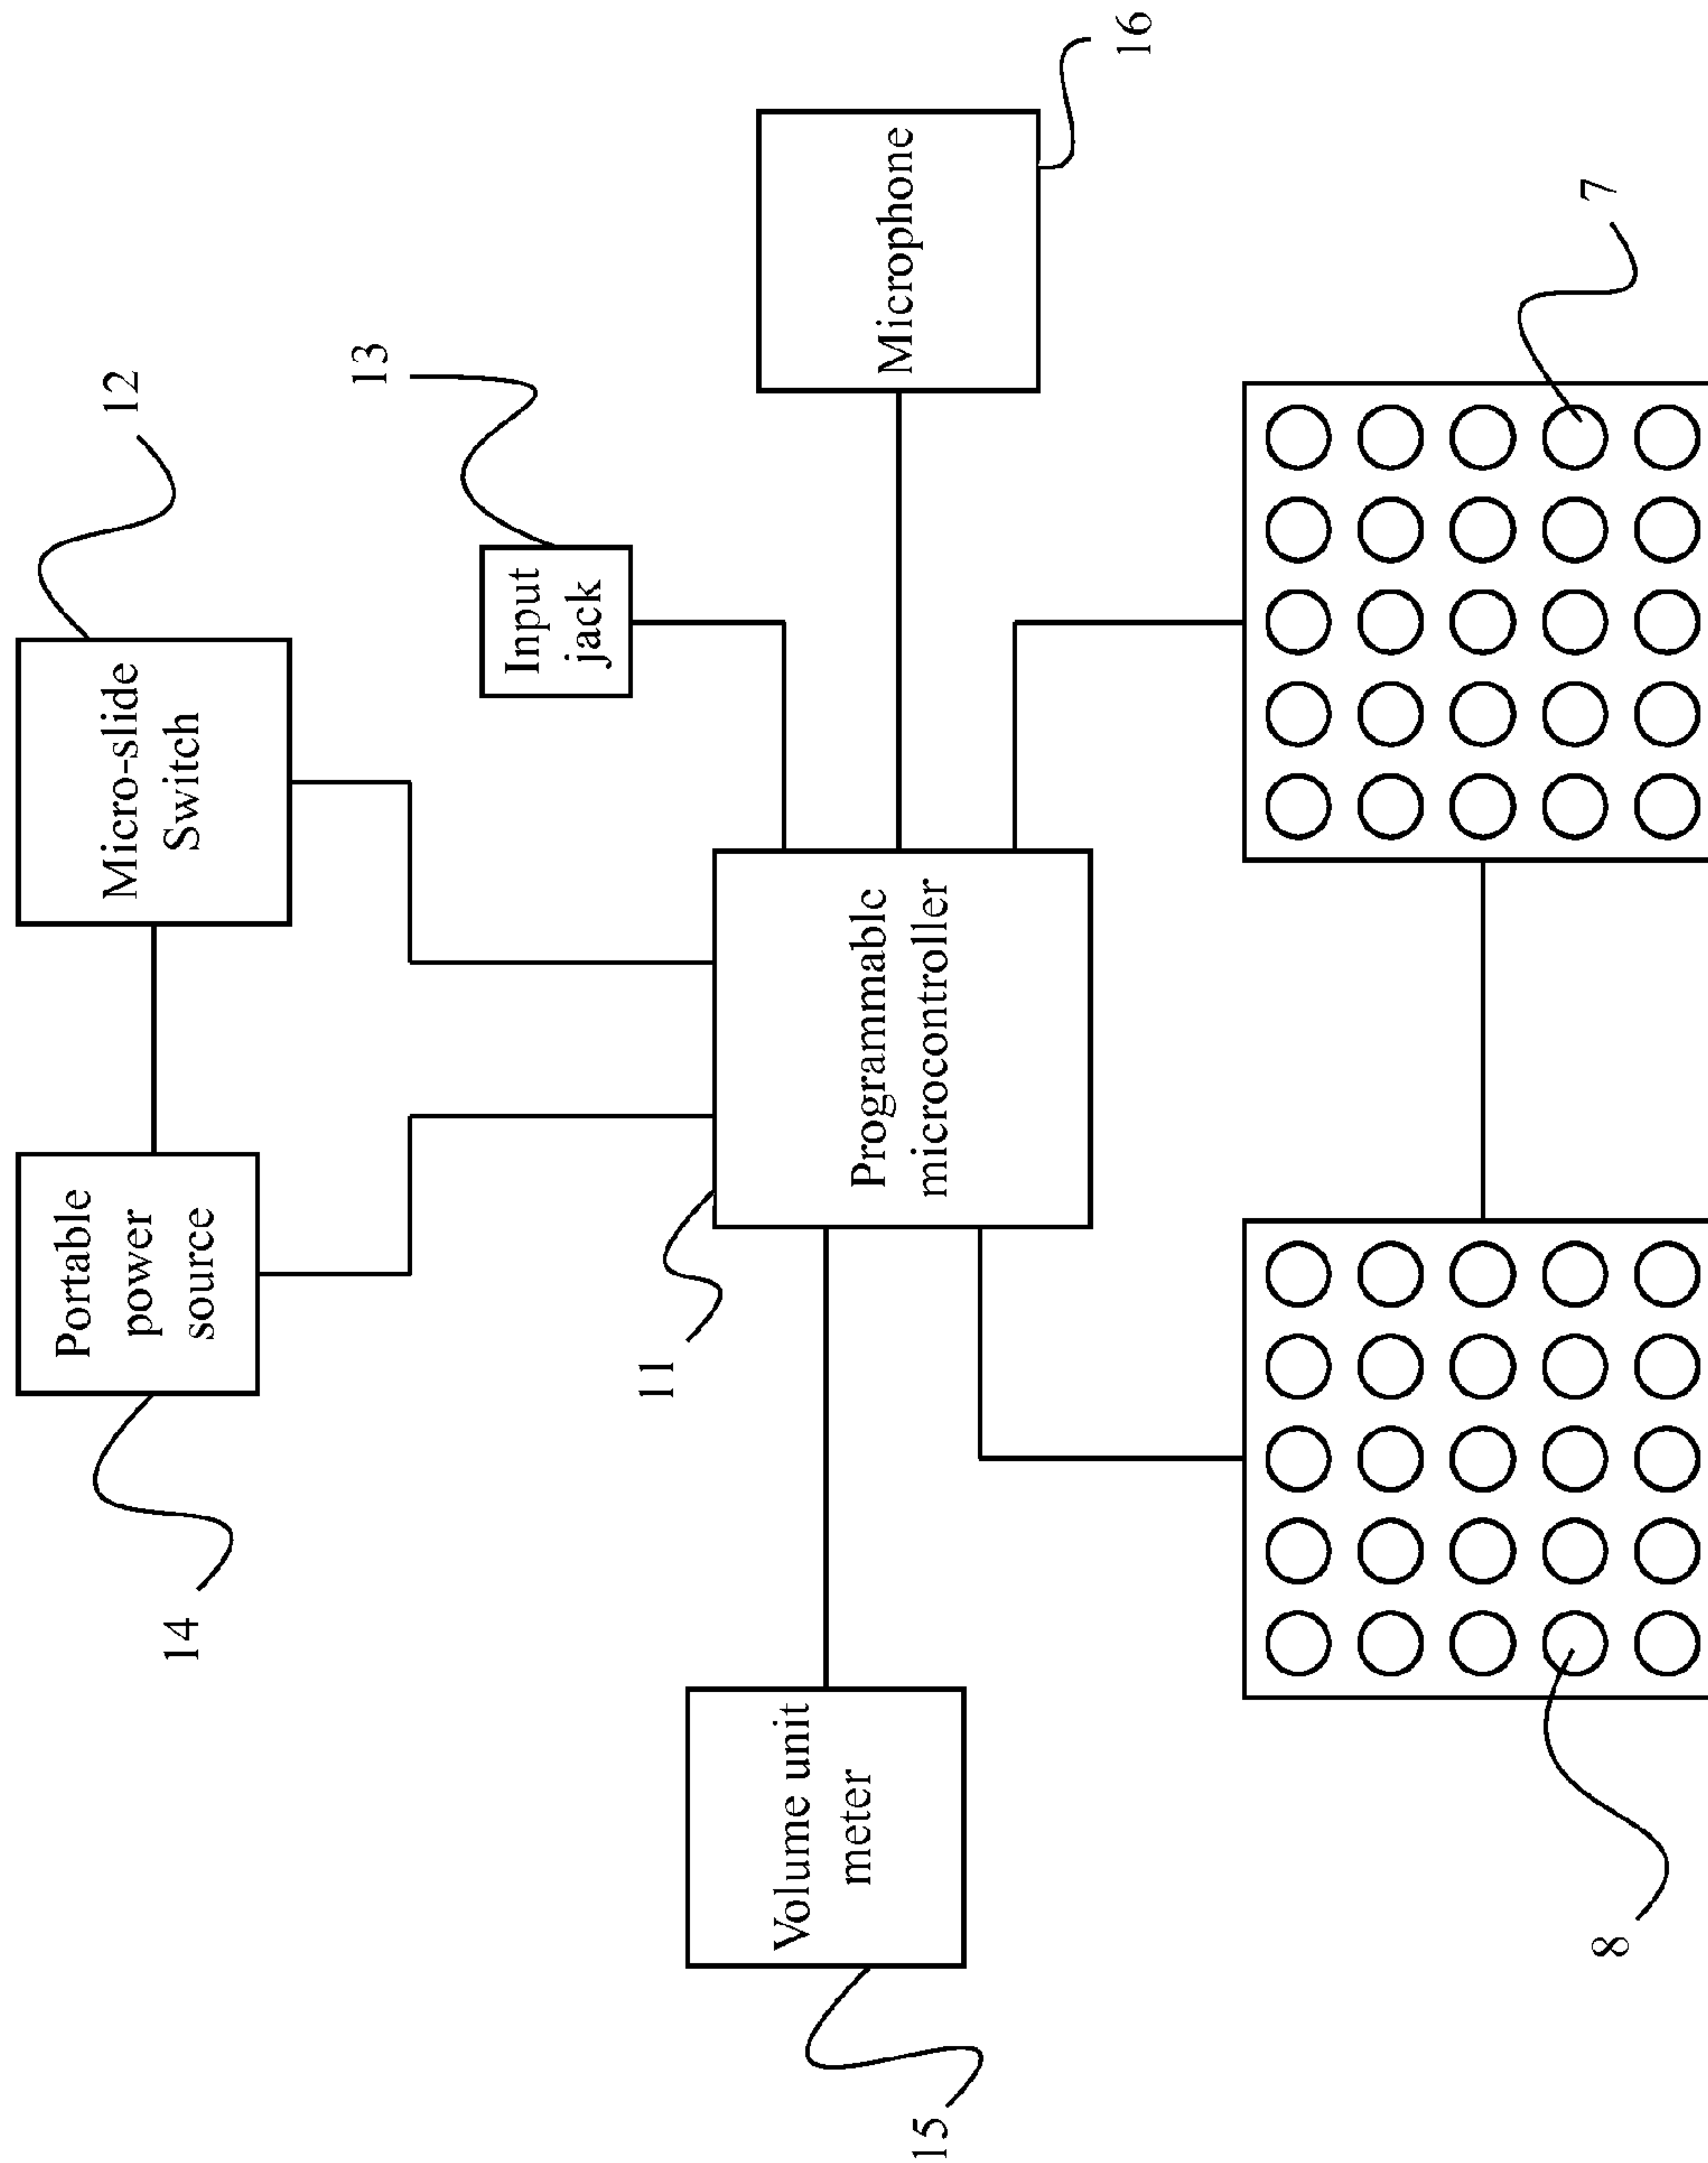 Portable
power
source
Micro-slide
Switch
12
14
13
Input
jack
11
Volume unit
meter
Programmable
microcontroller
Microphone
15
16
8
7